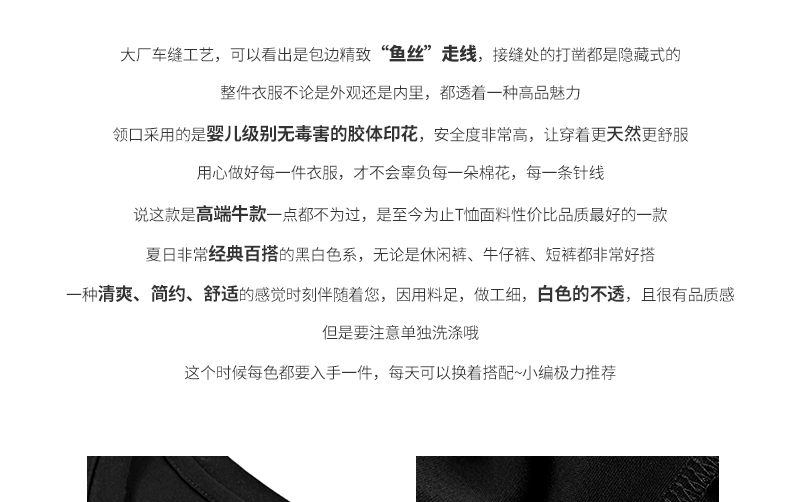 大厂车缝工艺，可以看出是包边精致“鱼丝”走线，接缝处的打凿都是隐藏式的
整件衣服不论是外观还是内里，都透着一种高品魅力
领口采用的是婴儿级别无毒害的胶体印花，安全度非常高，让穿着更天然更舒服
用心做好每一件衣服，才不会辜负每一朵棉花，每一条针线
说这款是高端牛款一点都不为过，是至今为止T恤面料性价比品质最好的一款
夏日非常经典百搭的黑白色系，无论是休闲裤、牛仔裤、短裤都非常好搭
一种清爽、简约、舒适的感觉时刻伴随着您，因用料足，做工细，白色的不透，且很有品质感
但是要注意单独洗涤哦
这个时候每色都要入手一件，每天可以换着搭配~小编极力推荐